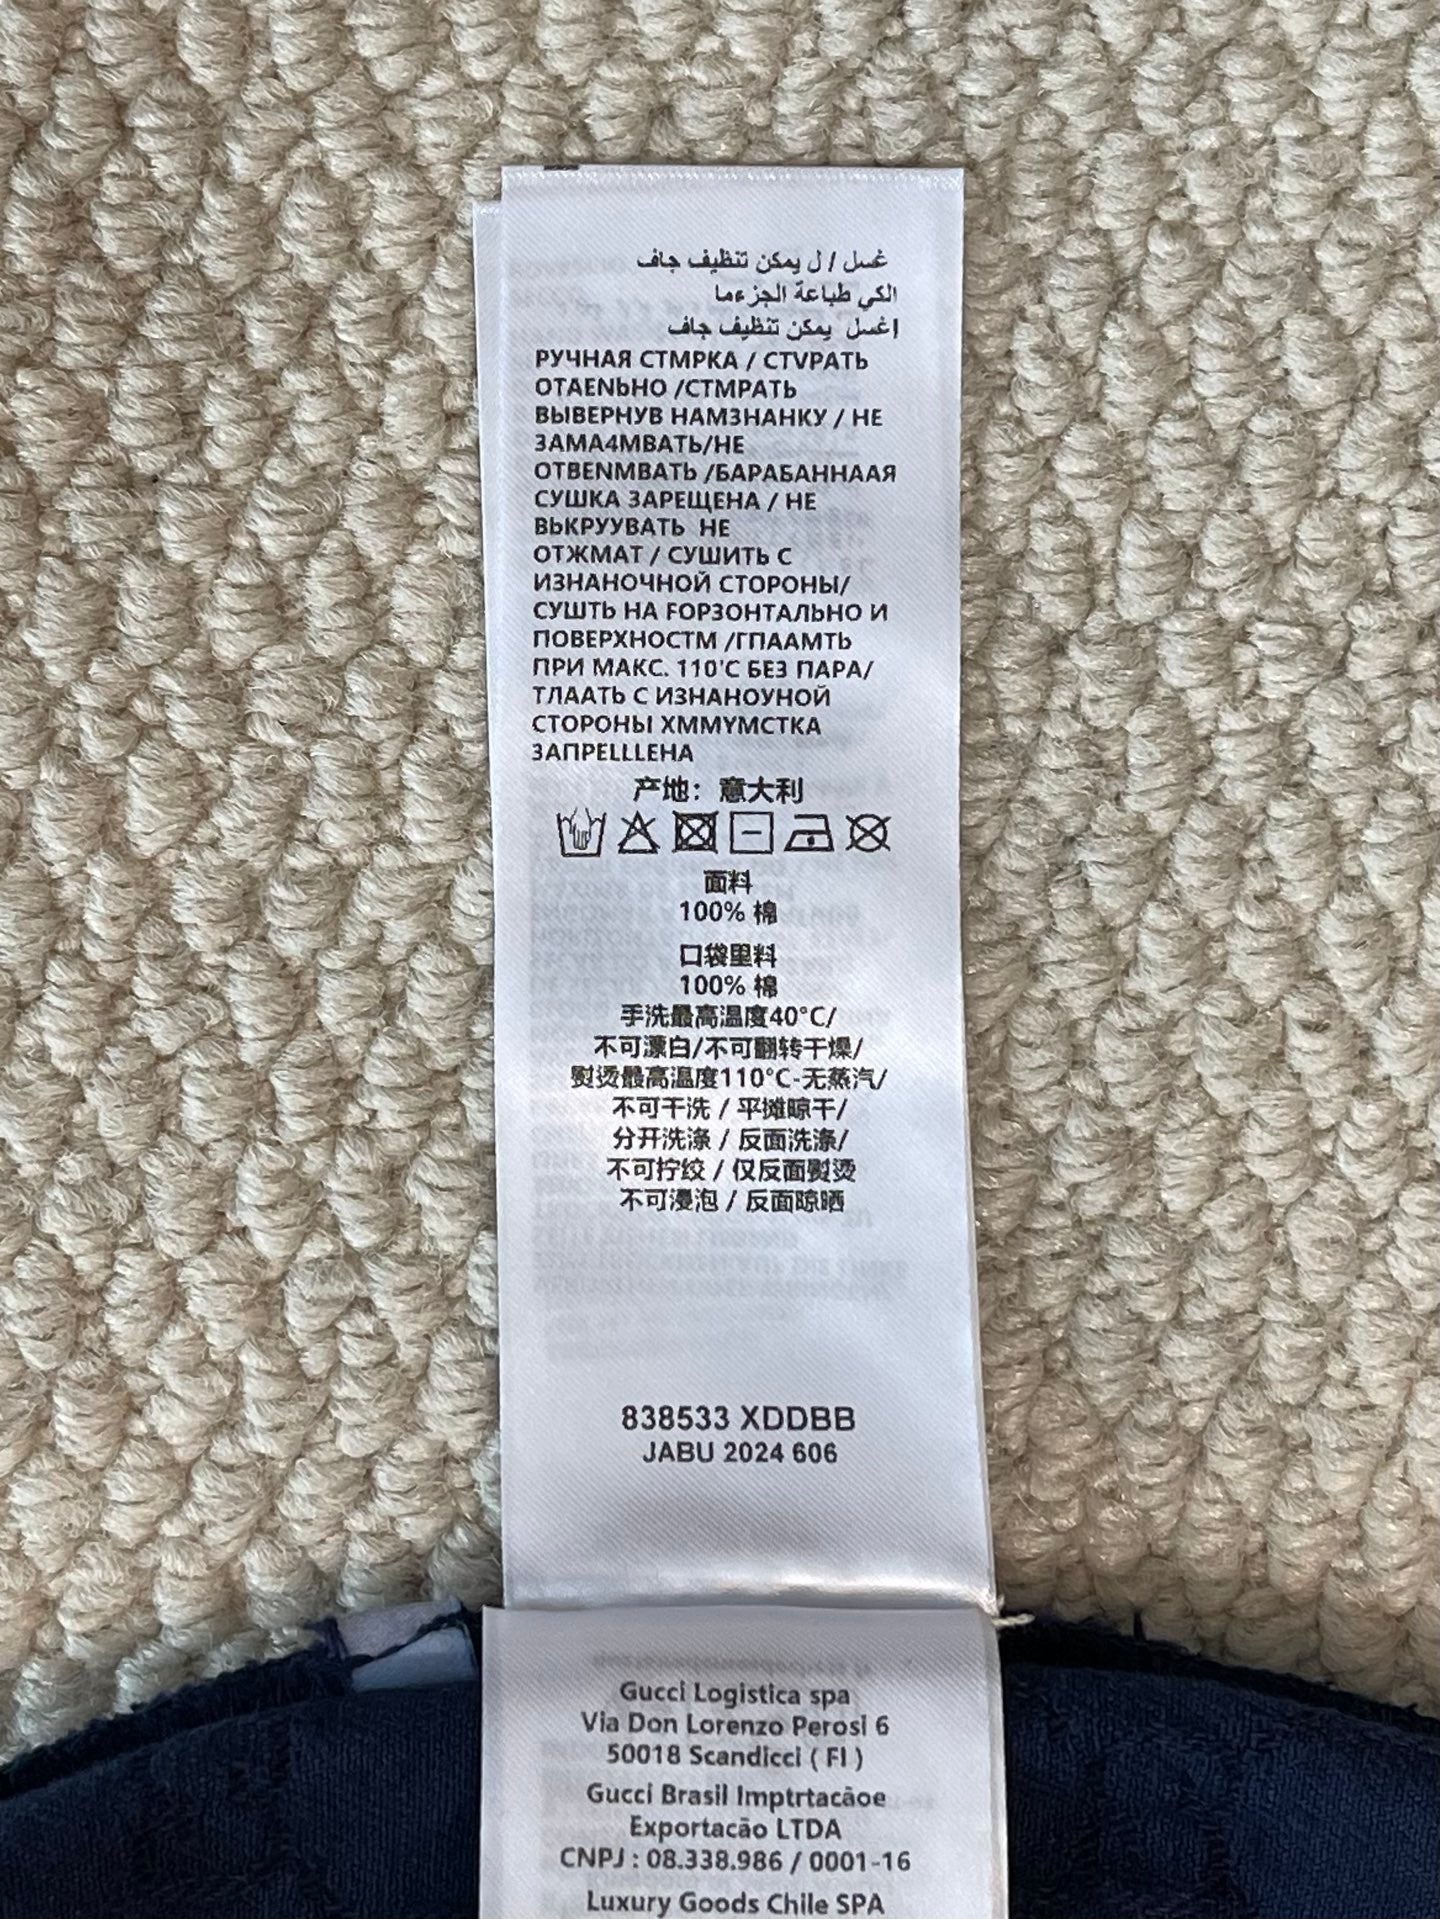 غسل / ل يمكن تنظيف جاف
الكي طباعة الجزءما
إغسل يمكن تنظيف جاف
РУЧНАЯ СТМРКА / СТVРАТЬ
ОТАЕNЬНО /СТМРАТЬ
ВЫВЕРНУВ НАМЗНАНКУ / НЕ
ЗАМА4МВАТЬ/НЕ
ОТВЕNМВАТЬ /БАРАБАННААЯ
СУШКА ЗАРЕЩЕНА / НЕ
ВЬКРУУВАТЬ НЕ
ОТЖМАТ / СУШИТЬ С
ИЗНАНОЧНОЙ СТОРОНЫ/
СУШТЬ НА FОРЗОНТАЛЬНО И
ПОВЕРХНОСТМ /ГПААМТЬ
ПРИ МАКС. 110'С БЕЗ ПАРА/
ТЛААТЬ С ИЗНАНОУНОЙ
СТОРОНЫ ХММYМСТКА
ЗАПРЕLLLЕНА
产地：意大利
面料
100% 棉
口袋里料
100% 棉
手洗最高温度40°C/
不可漂白/不可翻转干燥/
熨烫最高温度110°C-无蒸汽/
不可干洗 / 平摊晾干/
分开洗涤 / 反面洗涤/
不可拧绞 / 仅反面熨烫
不可浸泡 / 反面晾晒
838533 XDDBB
JABU 2024 606
Gucci Logistica spa
Via Don Lorenzo Perosi 6
50018 Scandicci ( FI )
Gucci Brasil Imptrtacãoe
Exportacão LTDA
CNPJ : 08.338.986 / 0001-16
Luxury Goods Chile SPA